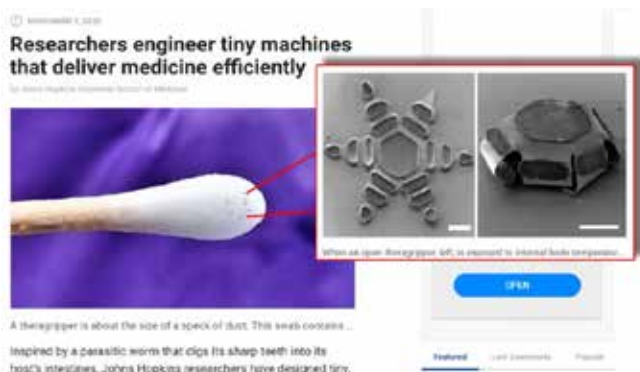 NOVEMBER 7, 2020
Researchers engineer tiny machines
that deliver medicine efficiently
by Johns Hopkins University School of Medicine
When an open theragripper, left, is exposed to internal body temperatures,
OPEN
A theragripper is about the size of a speck of dust. This swab contains ...
Inspired by a parasitic worm that digs its sharp teeth into its
host's intestines, Johns Hopkins researchers have designed tiny,
Featured
Last Comments
Popular